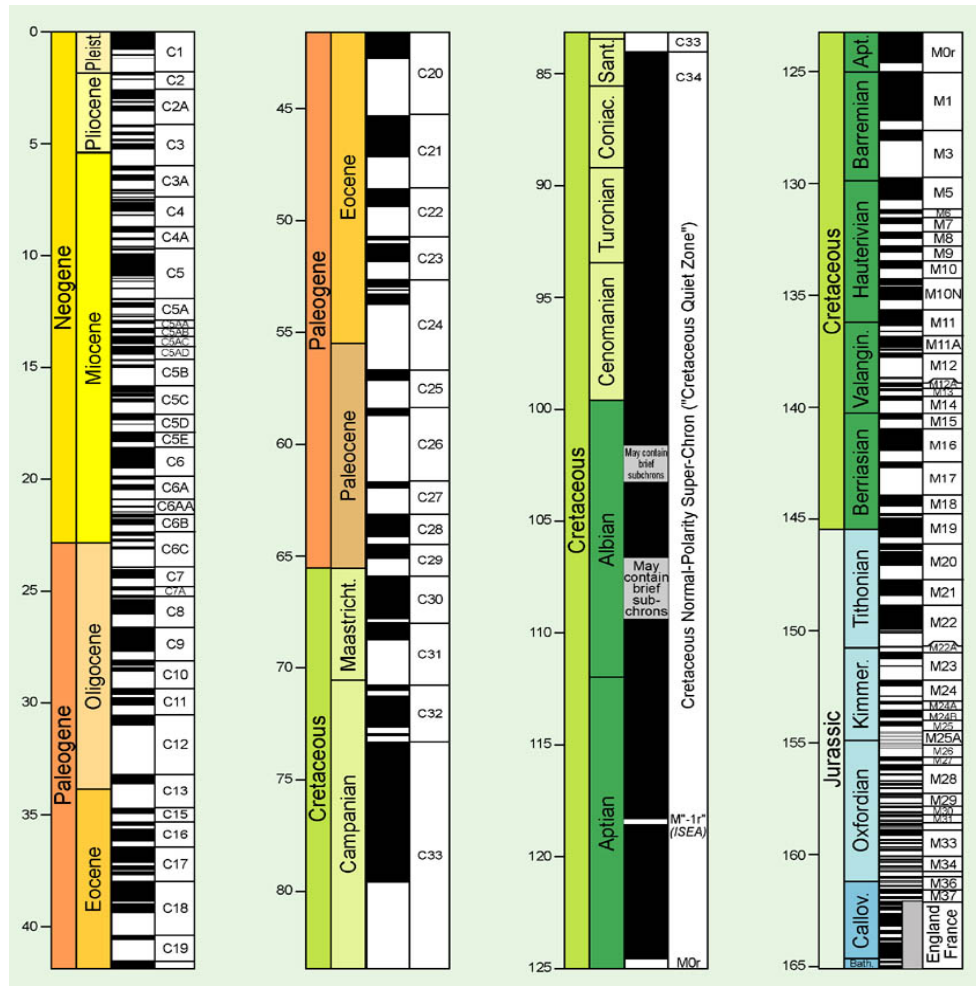 0
5
10
15
20
25
30
35
40
Neogene
Paleogene
Pleist.
Pliocene
Miocene
Oligocene
Eocene
C1
C2
C2A
C3
C3A
C4
C4A
C5
C5A
C5AA
C5AB
C5AC
C5AD
C5B
C5C
C5D
C5E
C6
C6A
C6AA
C6B
C6C
C7
C7A
C8
C9
C10
C11
C12
C13
C15
C16
C17
C18
C19
45
50
55
60
65
70
75
80
Paleogene
Cretaceous
Eocene
Paleocene
Maastricht.
Campanian
C20
C21
C22
C23
C24
C25
C26
C27
C28
C29
C30
C31
C32
C33
85
90
95
100
105
110
115
120
125
Cretaceous
Sant.
Coniac.
Turonian
Cenomanian
Albian
Aptian
May contain
brief
subchrons
May
contain
brief
sub-
chrons
C33
C34
Cretaceous Normal-Polarity Super-Chron ("Cretaceous Quiet Zone")
M"-1r"
(ISEA)
M0r
125
130
135
140
145
150
155
160
165
Cretaceous
Jurassic
Apt.
Barremian
Hauterivian
Valangin.
Berriasian
Tithonian
Kimmer.
Oxfordian
Callov.
Bath.
M0r
M1
M3
M5
M6
M7
M8
M9
M10
M10N
M11
M11A
M12
M12A
M13
M14
M15
M16
M17
M18
M19
M20
M21
M22
M22A
M23
M24
M24A
M24B
M25
M25A
M26
M27
M28
M29
M30
M31
M33
M34
M36
M37
England
France